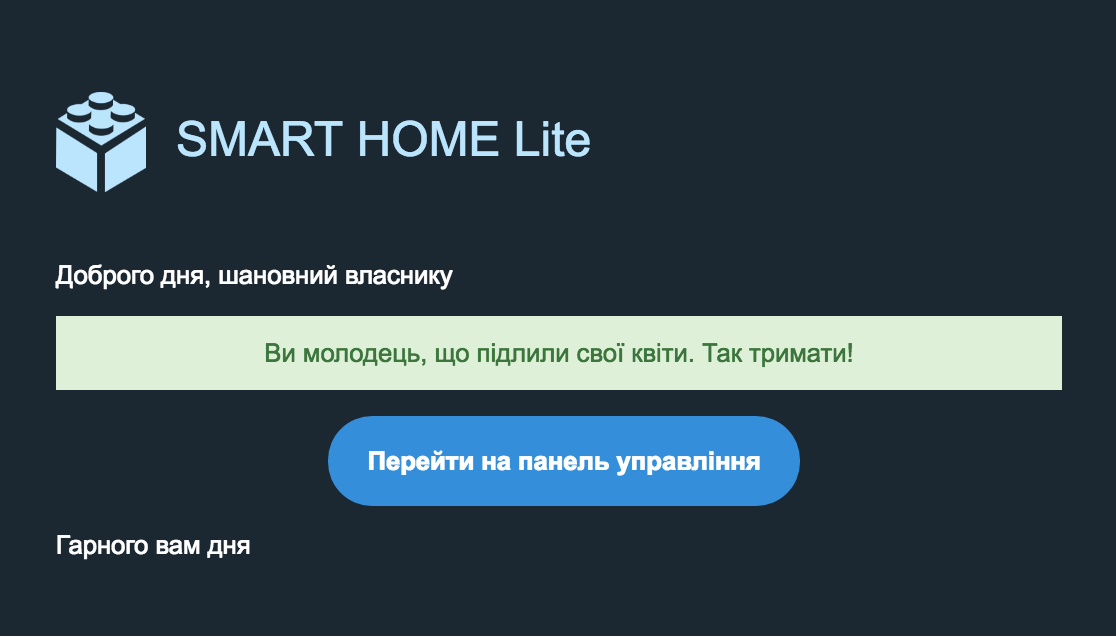 SMART HOME Lite
Доброго дня, шановний власнику
Ви молодець, що підлили свої квіти. Так тримати!
Перейти на панель управління
Гарного вам дня